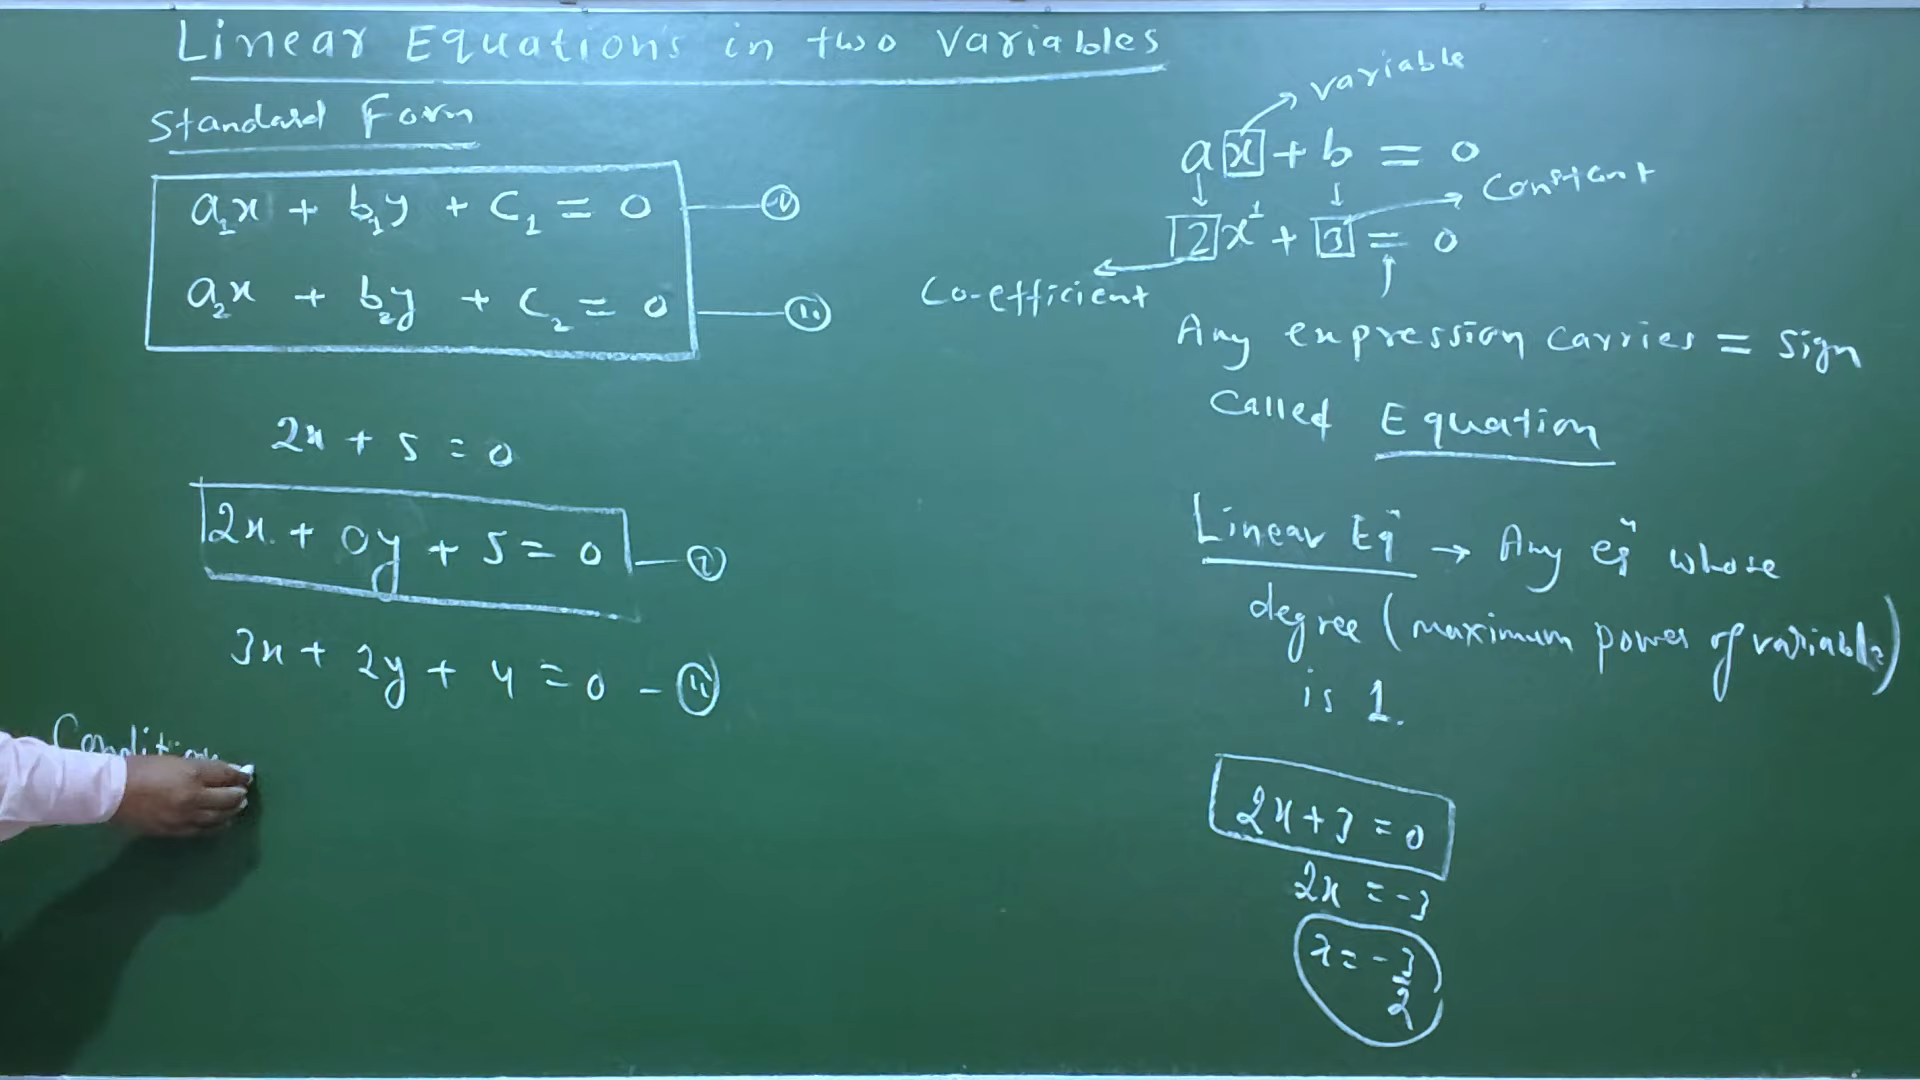 Linear Equations in two variables
Standard Form
a₁x + b₁y + c₁ = 0 — (i)
a₂x + b₂y + c₂ = 0 — (ii)
2x + 5 = 0
2x + 0y + 5 = 0 — (i)
3x + 2y + 4 = 0 — (ii)
Condition
variable
ax + b = 0
Constant
2x¹ + 3 = 0
Co-efficient
Any expression carries = sign
called Equation
Linear Eqⁿ → Any eqⁿ whose
degree (maximum power of variable)
is 1.
2x + 3 = 0
2x = -3
x = -3/2